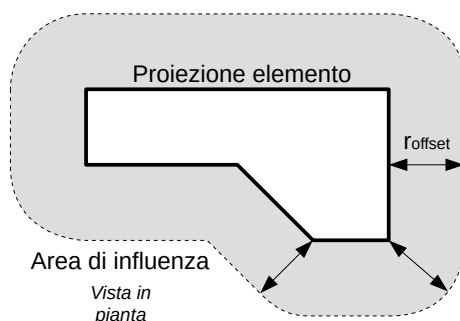 Proiezione elemento
roffset
Area di influenza
Vista in
pianta